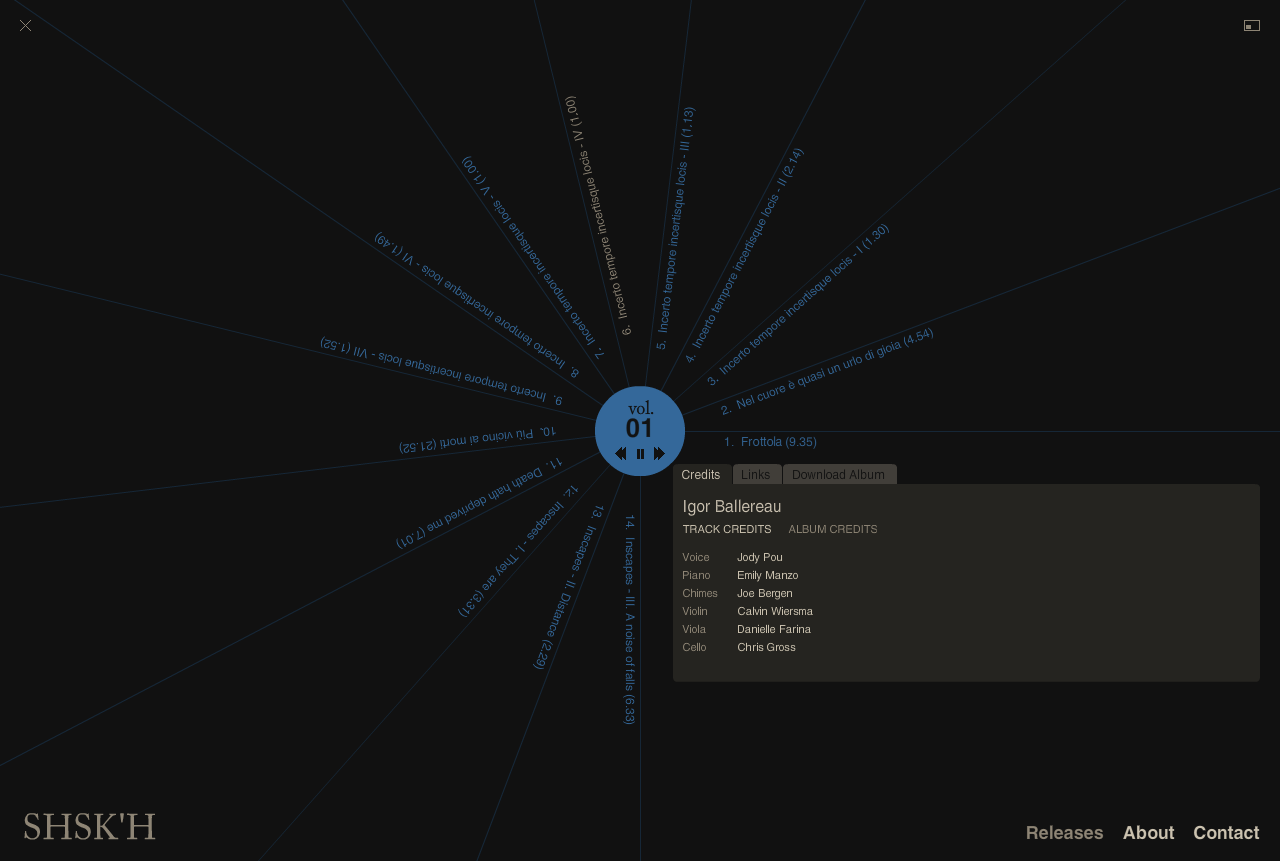 vol.
01
1. Frottola (9.35)
2. Nel cuore è quasi un urlo di gioia (4.54)
3. Incerto tempore incertisque locis - I (1.30)
4. Incerto tempore incertisque locis - II (2.14)
5. Incerto tempore incertisque locis - III (1.13)
6. Incerto tempore incertisque locis - IV (1.00)
7. Incerto tempore incertisque locis - V (1.00)
8. Incerto tempore incertisque locis - VI (1.49)
9. Incerto tempore incertisque locis - VII (1.52)
10. Più vicino ai morti (21.52)
11. Death hath deprived me (7.01)
12. Inscapes - I. They are (3.31)
13. Inscapes - II. Distance (2.29)
14. Inscapes - III. A noise of falls (6.33)
Credits Links Download Album
Igor Ballereau
TRACK CREDITS ALBUM CREDITS
Voice Jody Pou
Piano Emily Manzo
Chimes Joe Bergen
Violin Calvin Wiersma
Viola Danielle Farina
Cello Chris Gross
SHSK'H
Releases About Contact